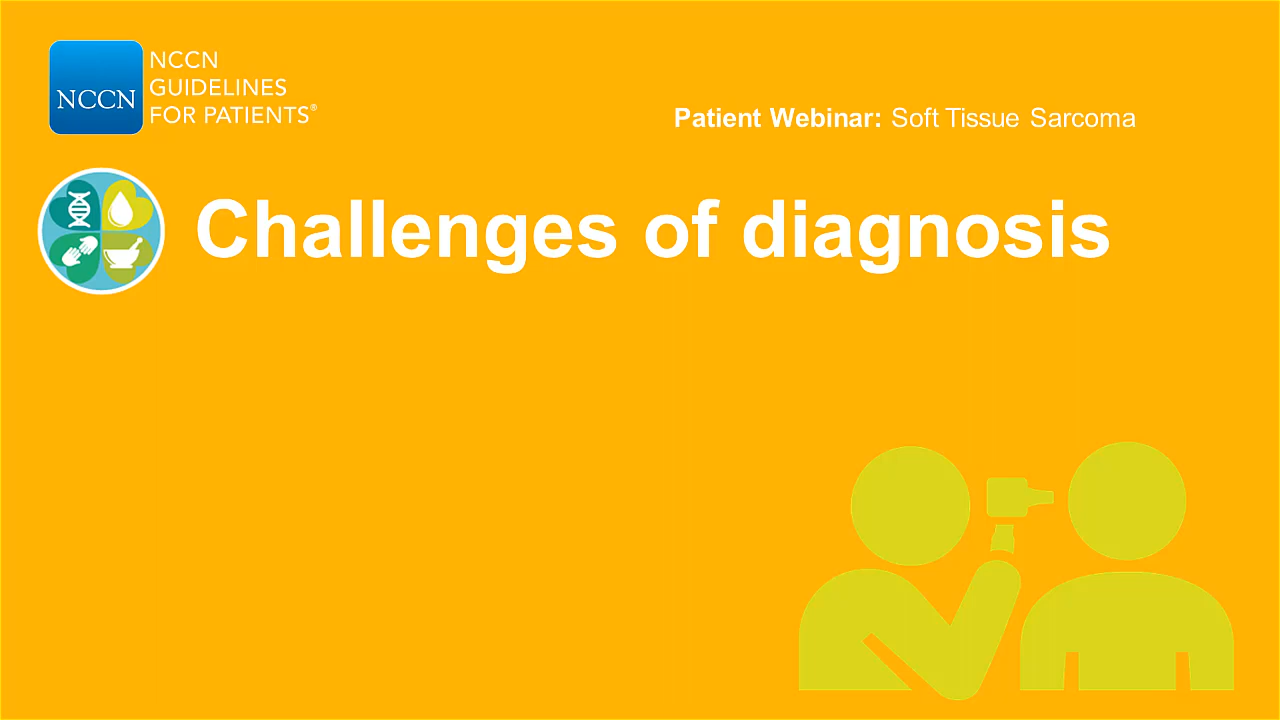 NCCN
NCCN
GUIDELINES
FOR PATIENTS®
Patient Webinar: Soft Tissue Sarcoma
Challenges of diagnosis